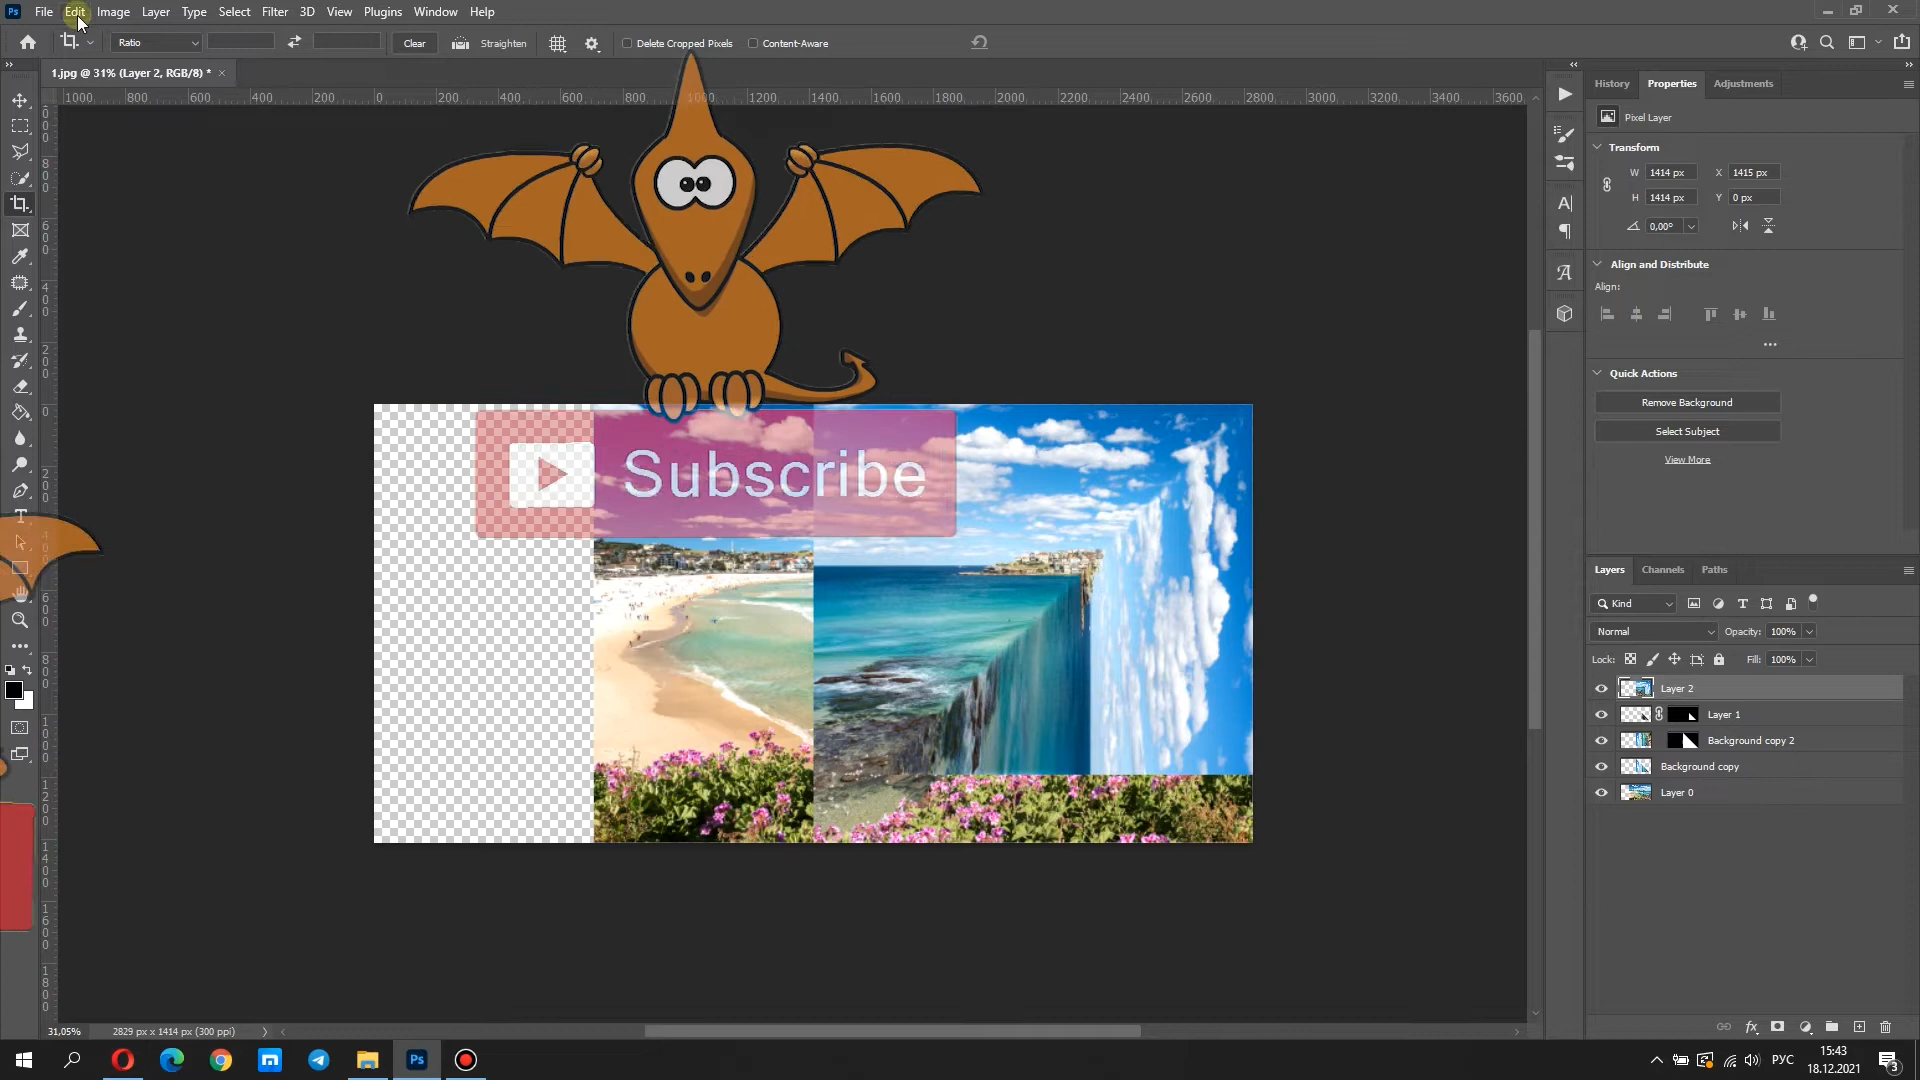 Ps File Edit Image Layer Type Select Filter 3D View Plugins Window Help
Ratio Clear Straighten Delete Cropped Pixels Content-Aware
1.jpg @ 31% (Layer 2, RGB/8) * ×
1000 800 600 400 200 0 200 400 600 800 1000 1200 1400 1600 1800 2000 2200 2400 2600 2800 3000 3200 3400 3600
History Properties Adjustments
Pixel Layer
Transform
W 1414 px X 1415 px
H 1414 px Y 0 px
0,00°
Align and Distribute
Align:
Quick Actions
Remove Background
Select Subject
View More
Subscribe
Layers Channels Paths
Kind
Normal Opacity: 100%
Lock: Fill: 100%
Layer 2
Layer 1
Background copy 2
Background copy
Layer 0
31,05% 2829 px x 1414 px (300 ppi)
Ps РУС 15:43
18.12.2021
3